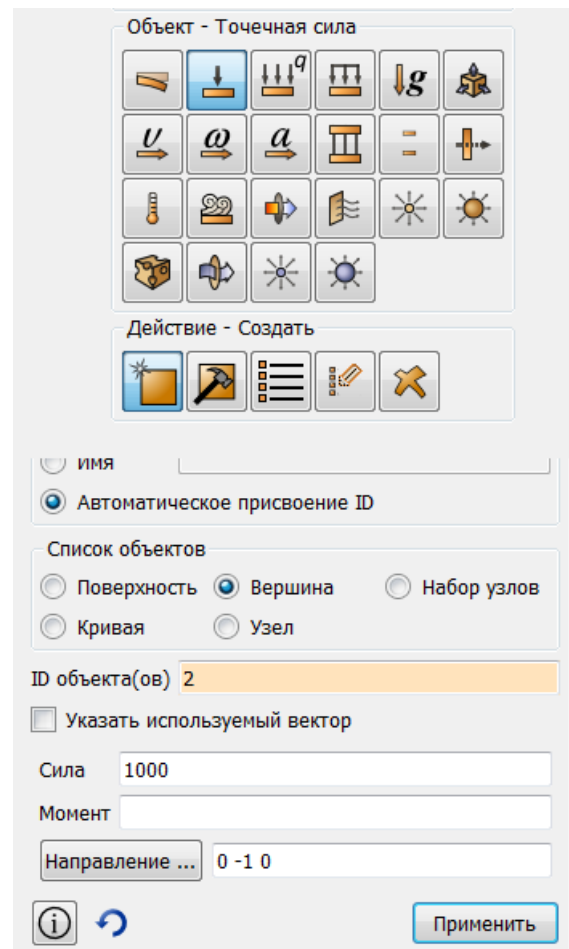 Объект - Точечная сила
q
g
v
ω
a
Действие - Создать
Имя
Автоматическое присвоение ID
Список объектов
Поверхность Вершина Набор узлов
Кривая Узел
ID объекта(ов) 2
Указать используемый вектор
Сила 1000
Момент
Направление ... 0 -1 0
i Применить